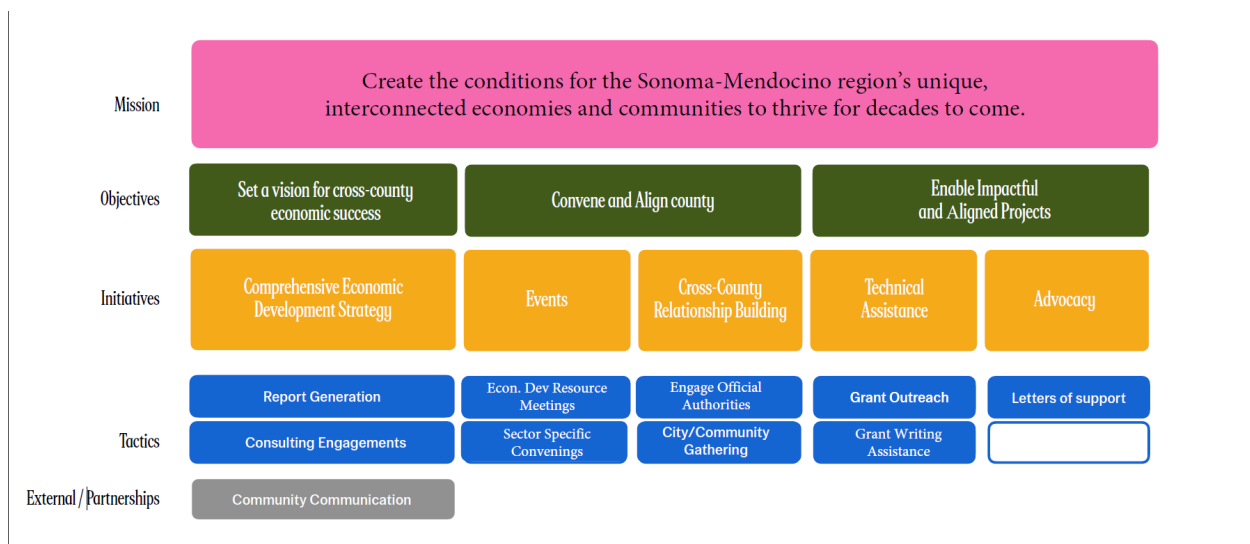 Mission
Create the conditions for the Sonoma-Mendocino region’s unique,
interconnected economies and communities to thrive for decades to come.
Objectives
Set a vision for cross-county
economic success
Convene and Align county
Enable Impactful
and Aligned Projects
Initiatives
Comprehensive Economic
Development Strategy
Events
Cross-County
Relationship Building
Technical
Assistance
Advocacy
Tactics
Report Generation
Econ. Dev Resource
Meetings
Engage Official
Authorities
Grant Outreach
Letters of support
Consulting Engagements
Sector Specific
Convenings
City/Community
Gathering
Grant Writing
Assistance
External / Partnerships
Community Communication